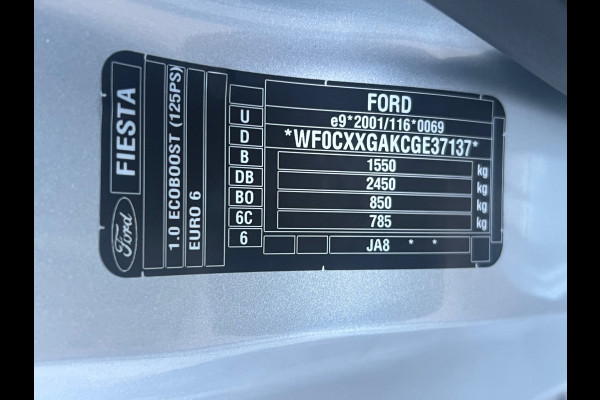 FORD
e9*2001/116*0069
*WF0CXXGAKCGE37137*
1550 kg
2450 kg
850 kg
785 kg
JA8 * *
U
D
B
DB
BO
6C
6
1.0 ECOBOOST (125PS)
EURO 6
FIESTA
Ford